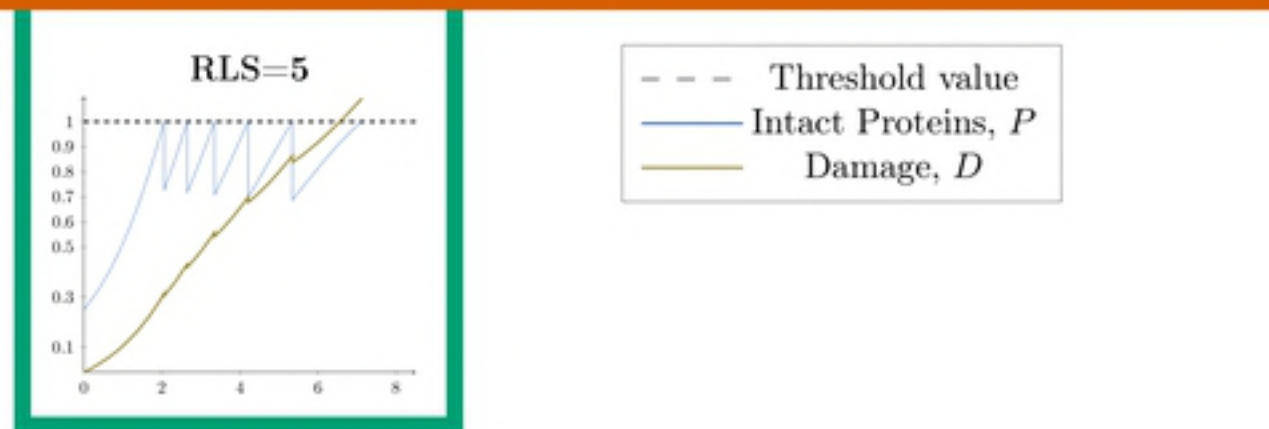 RLS=5
1
0.9
0.8
0.7
0.6
0.5
0.3
0.1
0 2 4 6 8
Threshold value
Intact Proteins, P
Damage, D